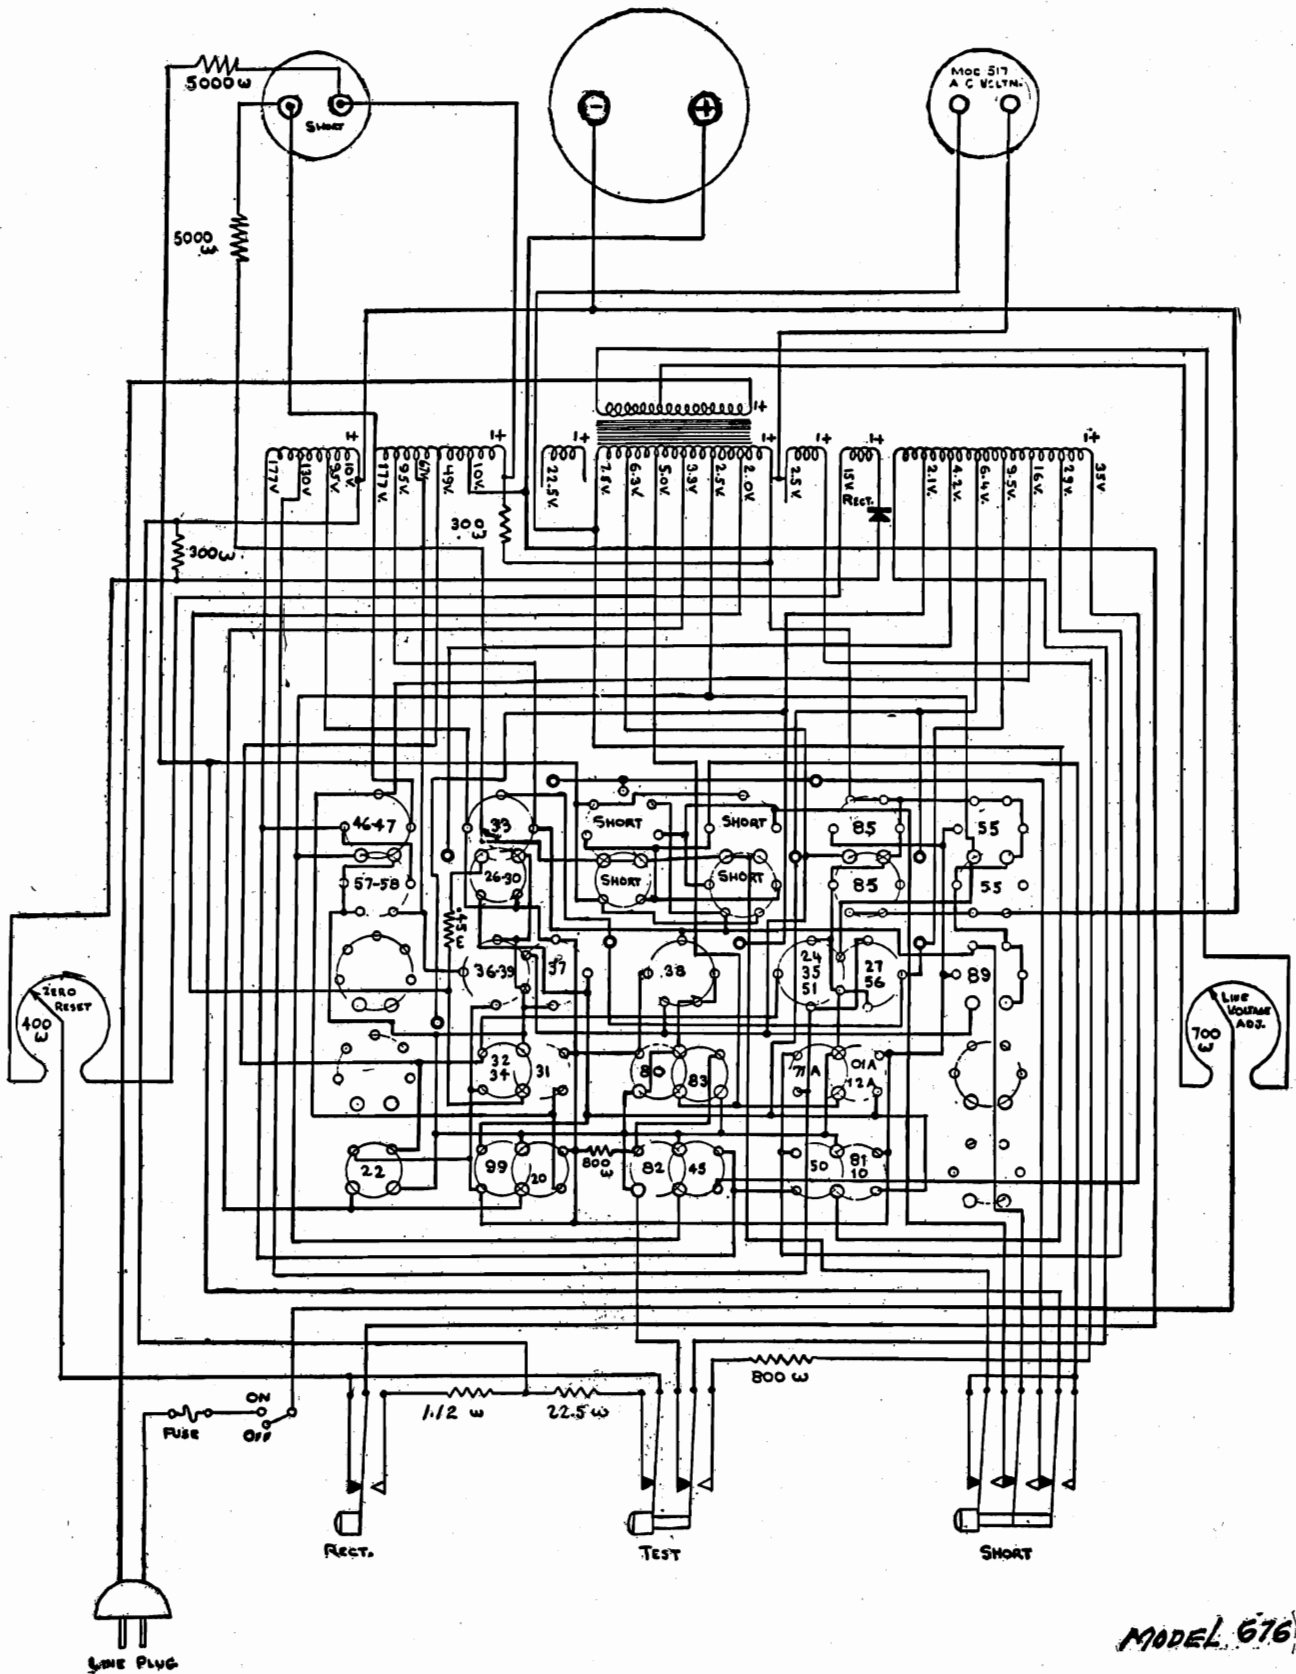 5000 ω
SHORT
-
+
MOD 517
A C VOLTM.
5000
ω
1+
177V.
130V.
95V.
10V.
177V.
95V.
67V.
49V.
10V.
1+
1+
22.5V.
7.5V.
6.3V.
5.0V.
3.3V.
2.5V.
2.0V.
1+
1+
2.5V.
1+
15V.
RECT.
1+
2.1V.
4.2V.
6.4V.
9.5V.
16V.
29V.
35V.
1+
300 ω
300 ω
46-47
33
SHORT
SHORT
85
55
57-58
26-30
SHORT
SHORT
85
55
.45 ω
36-39
37
38
24
35
51
27
56
89
ZERO
RESET
400
ω
LINE
VOLTAGE
ADJ.
700
ω
32
34
31
80
83
71A
01A
12A
22
99
20
800
ω
82
45
50
81
10
800 ω
ON
OFF
FUSE
1.12 ω
22.5 ω
RECT.
TEST
SHORT
LINE PLUG
MODEL 676